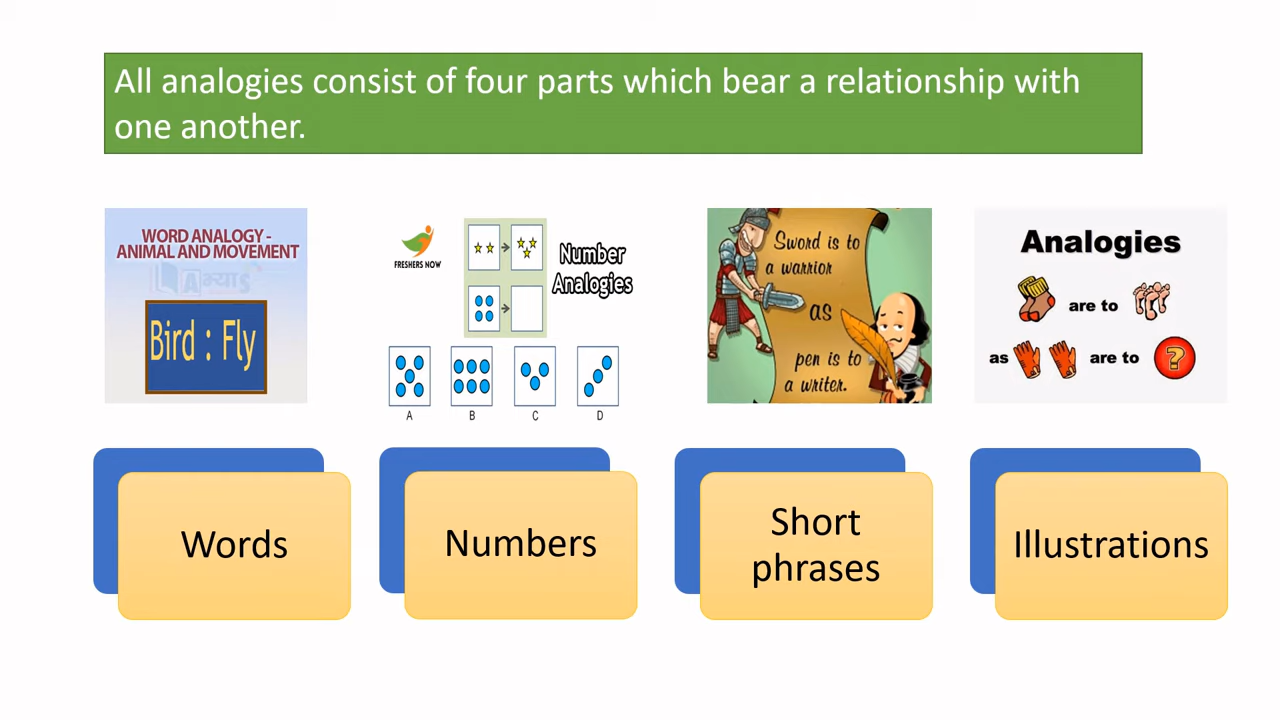 All analogies consist of four parts which bear a relationship with
one another.
WORD ANALOGY -
ANIMAL AND MOVEMENT
अभ्यास
Bird : Fly
FRESHERS NOW
Number
Analogies
A
B
C
D
Sword is to
a warrior
as
pen is to
a writer.
Analogies
are to
as
are to
?
Words
Numbers
Short
phrases
Illustrations